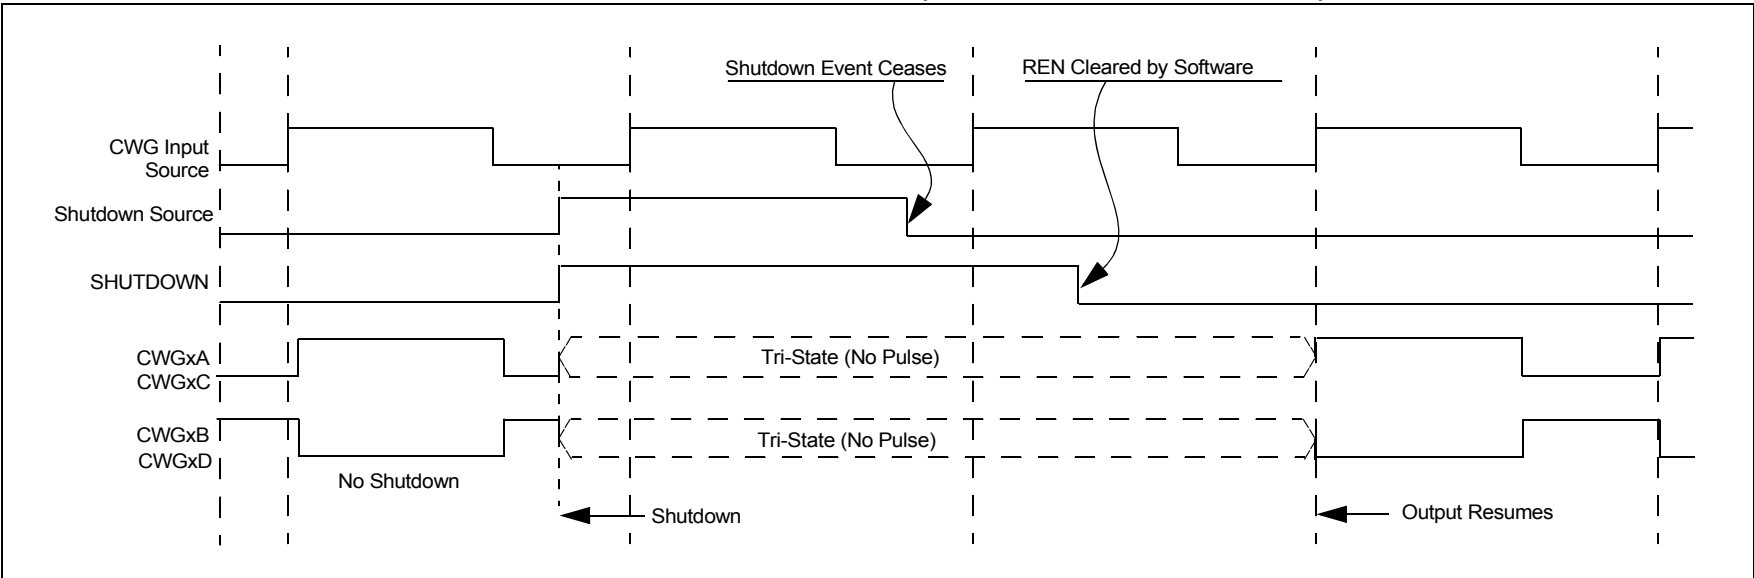 Shutdown Event Ceases
REN Cleared by Software
CWG Input
Source
Shutdown Source
SHUTDOWN
CWGxA
CWGxC
Tri-State (No Pulse)
CWGxB
CWGxD
Tri-State (No Pulse)
No Shutdown
Shutdown
Output Resumes